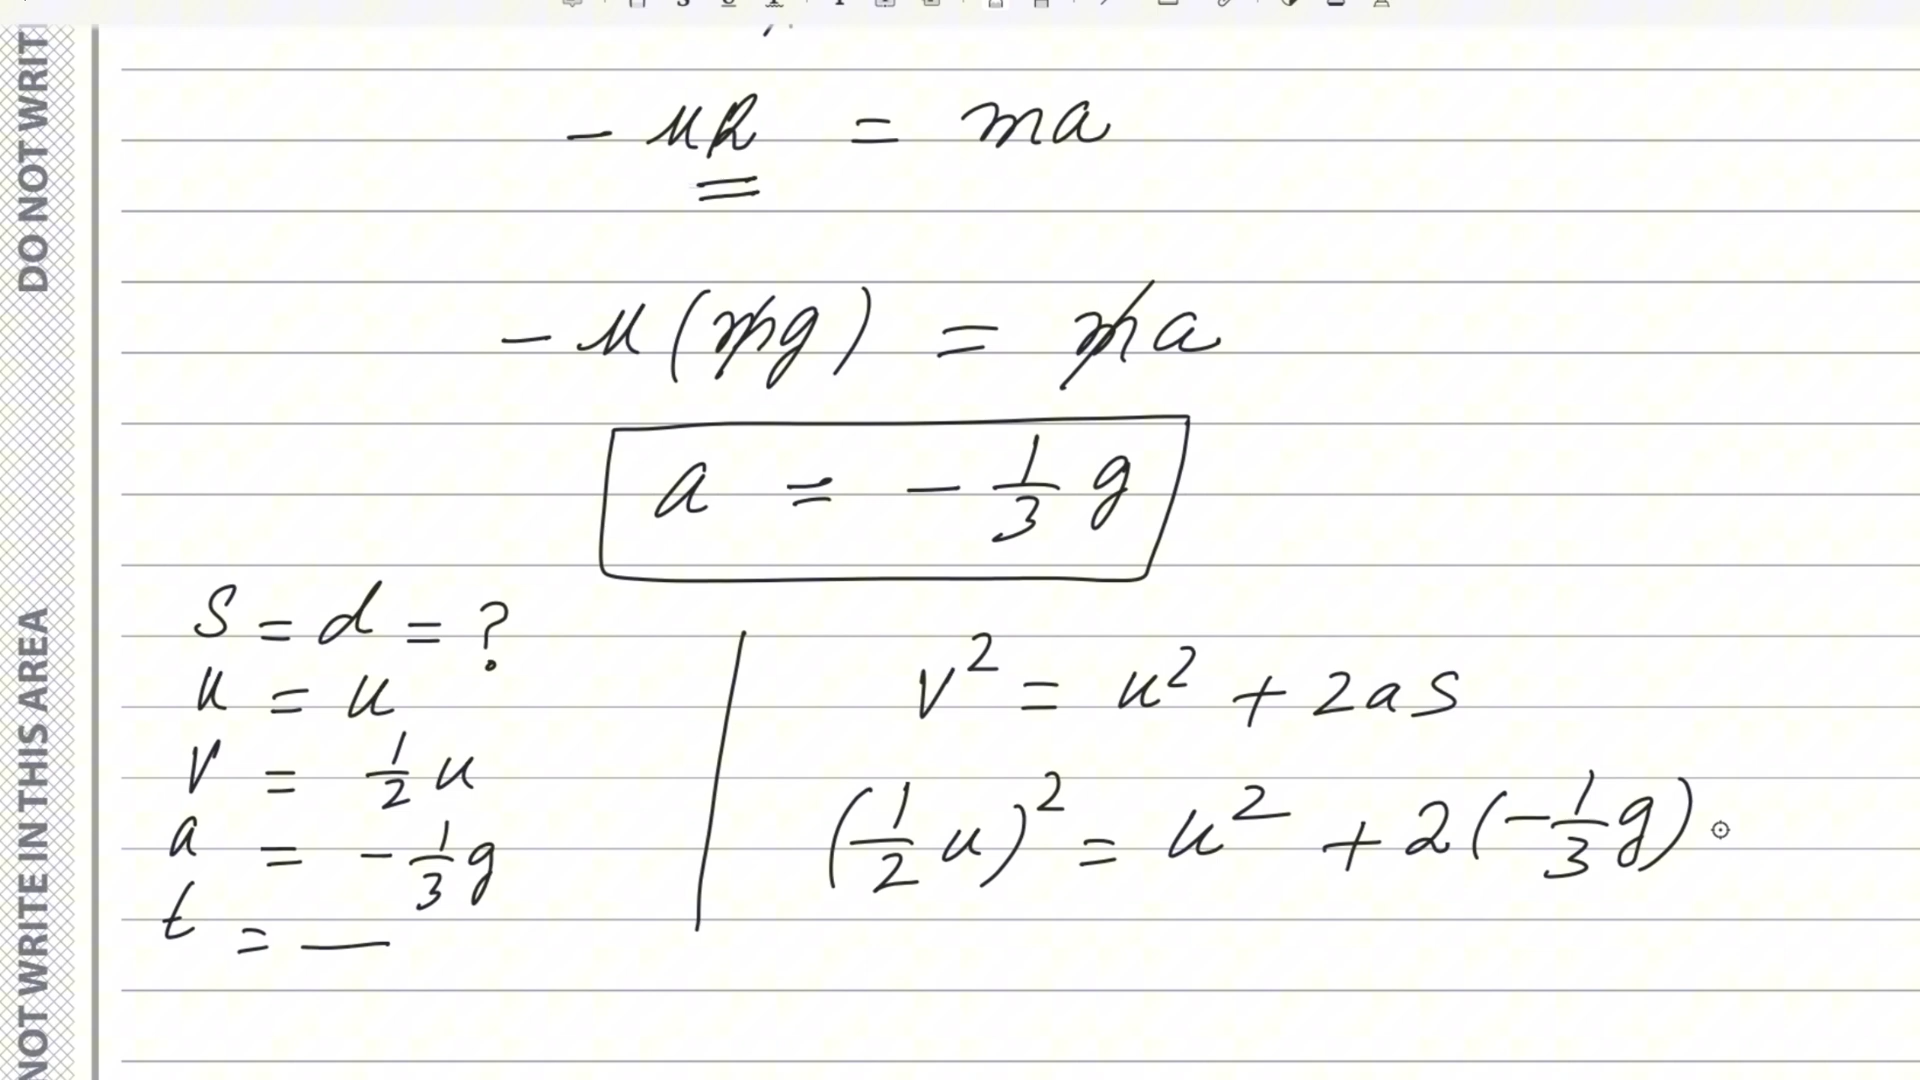 DO NOT WRIT
NOT WRITE IN THIS AREA
- μR = ma
- μ(mg) = ma
a = - 1/3 g
S = d = ?
u = u
v = 1/2 u
a = - 1/3 g
t = —
v² = u² + 2as
(1/2 u)² = u² + 2(- 1/3 g)